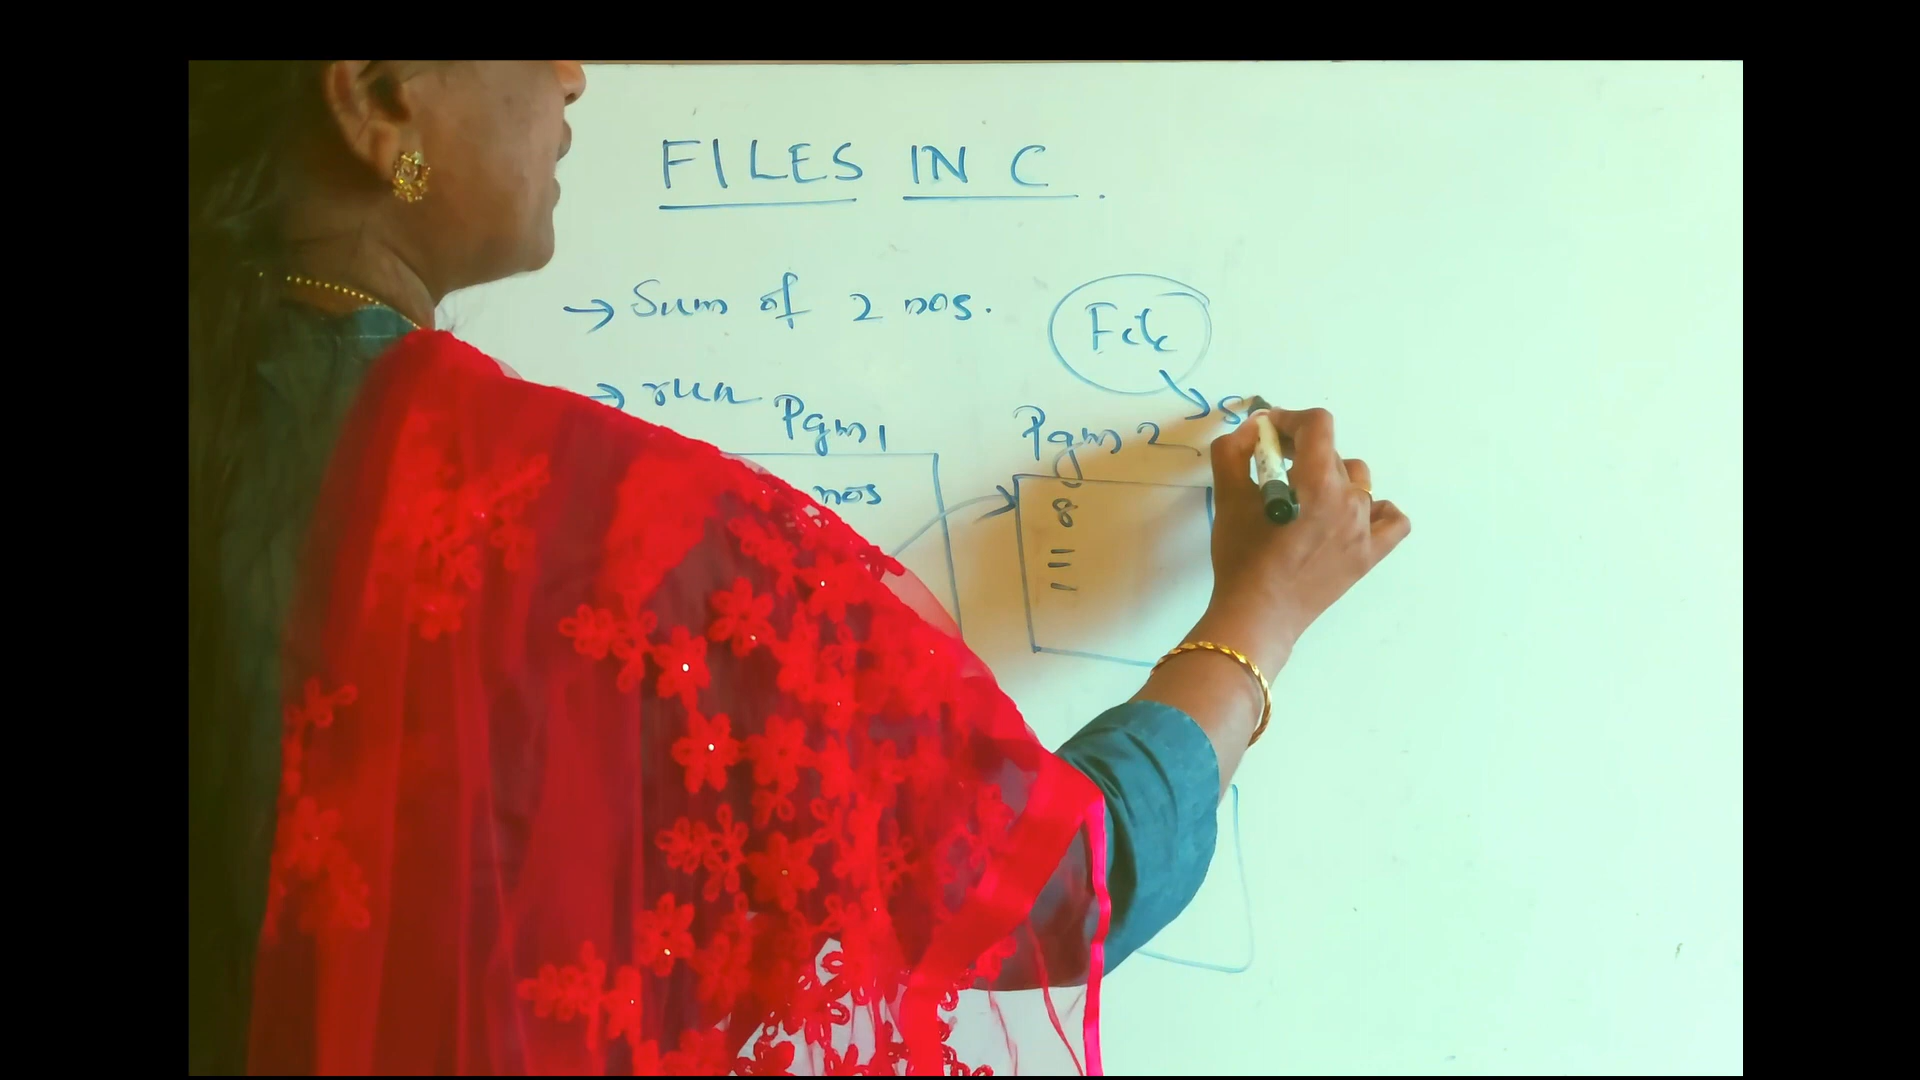 FILES IN C.
→ Sum of 2 nos.
File
→ run
Pgm 1
Pgm 2
nos
8
11